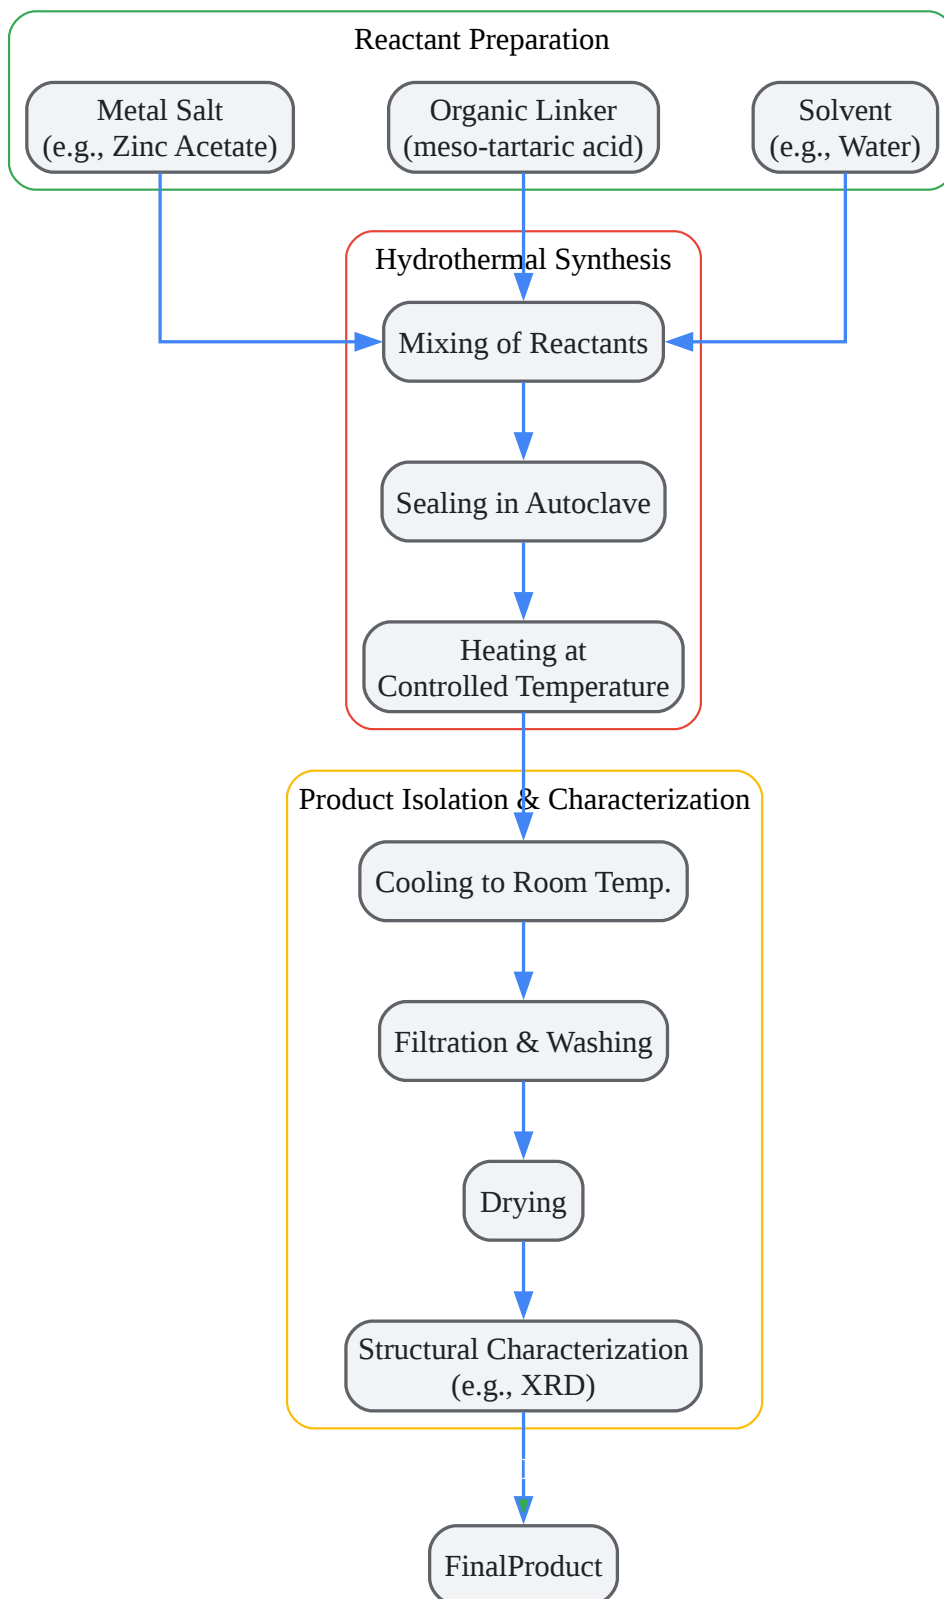 Reactant Preparation
Metal Salt
(e.g., Zinc Acetate)
Organic Linker
(meso-tartaric acid)
Solvent
(e.g., Water)
Hydrothermal Synthesis
Mixing of Reactants
Sealing in Autoclave
Heating at
Controlled Temperature
Product Isolation & Characterization
Cooling to Room Temp.
Filtration & Washing
Drying
Structural Characterization
(e.g., XRD)
FinalProduct